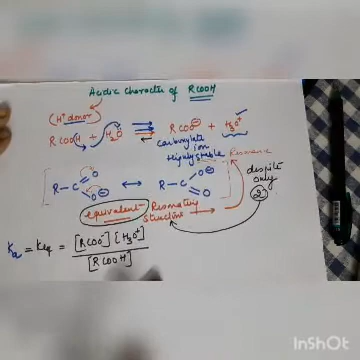 Acidic Character of RCOOH
(H⁺ donor)
RCOOH + H₂Ö ⇌ RCOO⊖ + H₃O⁺
carboxylate
ion
Highly stable
Resonance
R–C O O⊖ ↔ R–C O⊖ O
despite
only
2
equivalent Resonating
Structure
Ka = Keq = [RCOO⁻][H₃O⁺] / [RCOOH]
InShOt